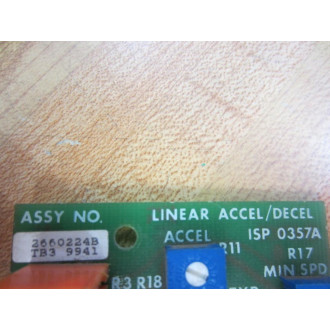 ASSY NO. LINEAR ACCEL/DECEL
2660224B ACCEL ISP 0357A
TB3 9941 R11 R17
R3 R18 MIN SPD